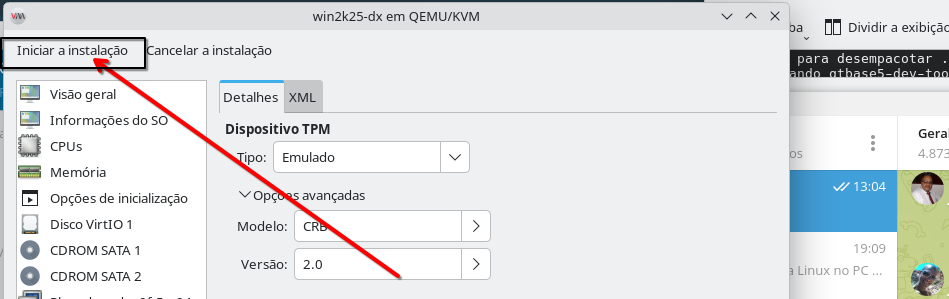 win2k25-dx em QEMU/KVM
Iniciar a instalação
Cancelar a instalação
Visão geral
Informações do SO
CPUs
Memória
Opções de inicialização
Disco VirtIO 1
CDROM SATA 1
CDROM SATA 2
Detalhes
XML
Dispositivo TPM
Tipo:
Emulado
Opções avançadas
Modelo:
CRB
Versão:
2.0
ba
Dividir a exibição
para desempacotar .
ando qtbase5-dev-too
os
Gera
4.873
13:04
19:09
a Linux no PC ...